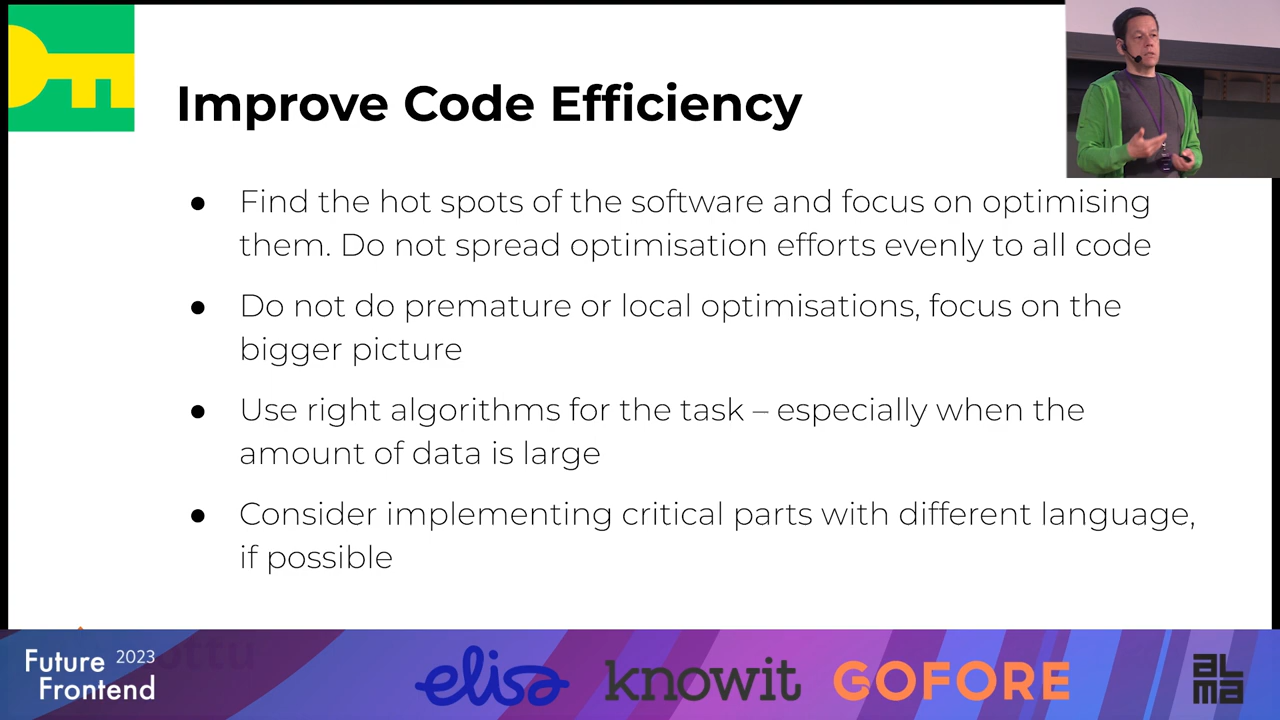 Improve Code Efficiency
● Find the hot spots of the software and focus on optimising
them. Do not spread optimisation efforts evenly to all code
● Do not do premature or local optimisations, focus on the
bigger picture
● Use right algorithms for the task – especially when the
amount of data is large
● Consider implementing critical parts with different language,
if possible
Future 2023
Frontend
elisa
knowit
GOFORE
alma